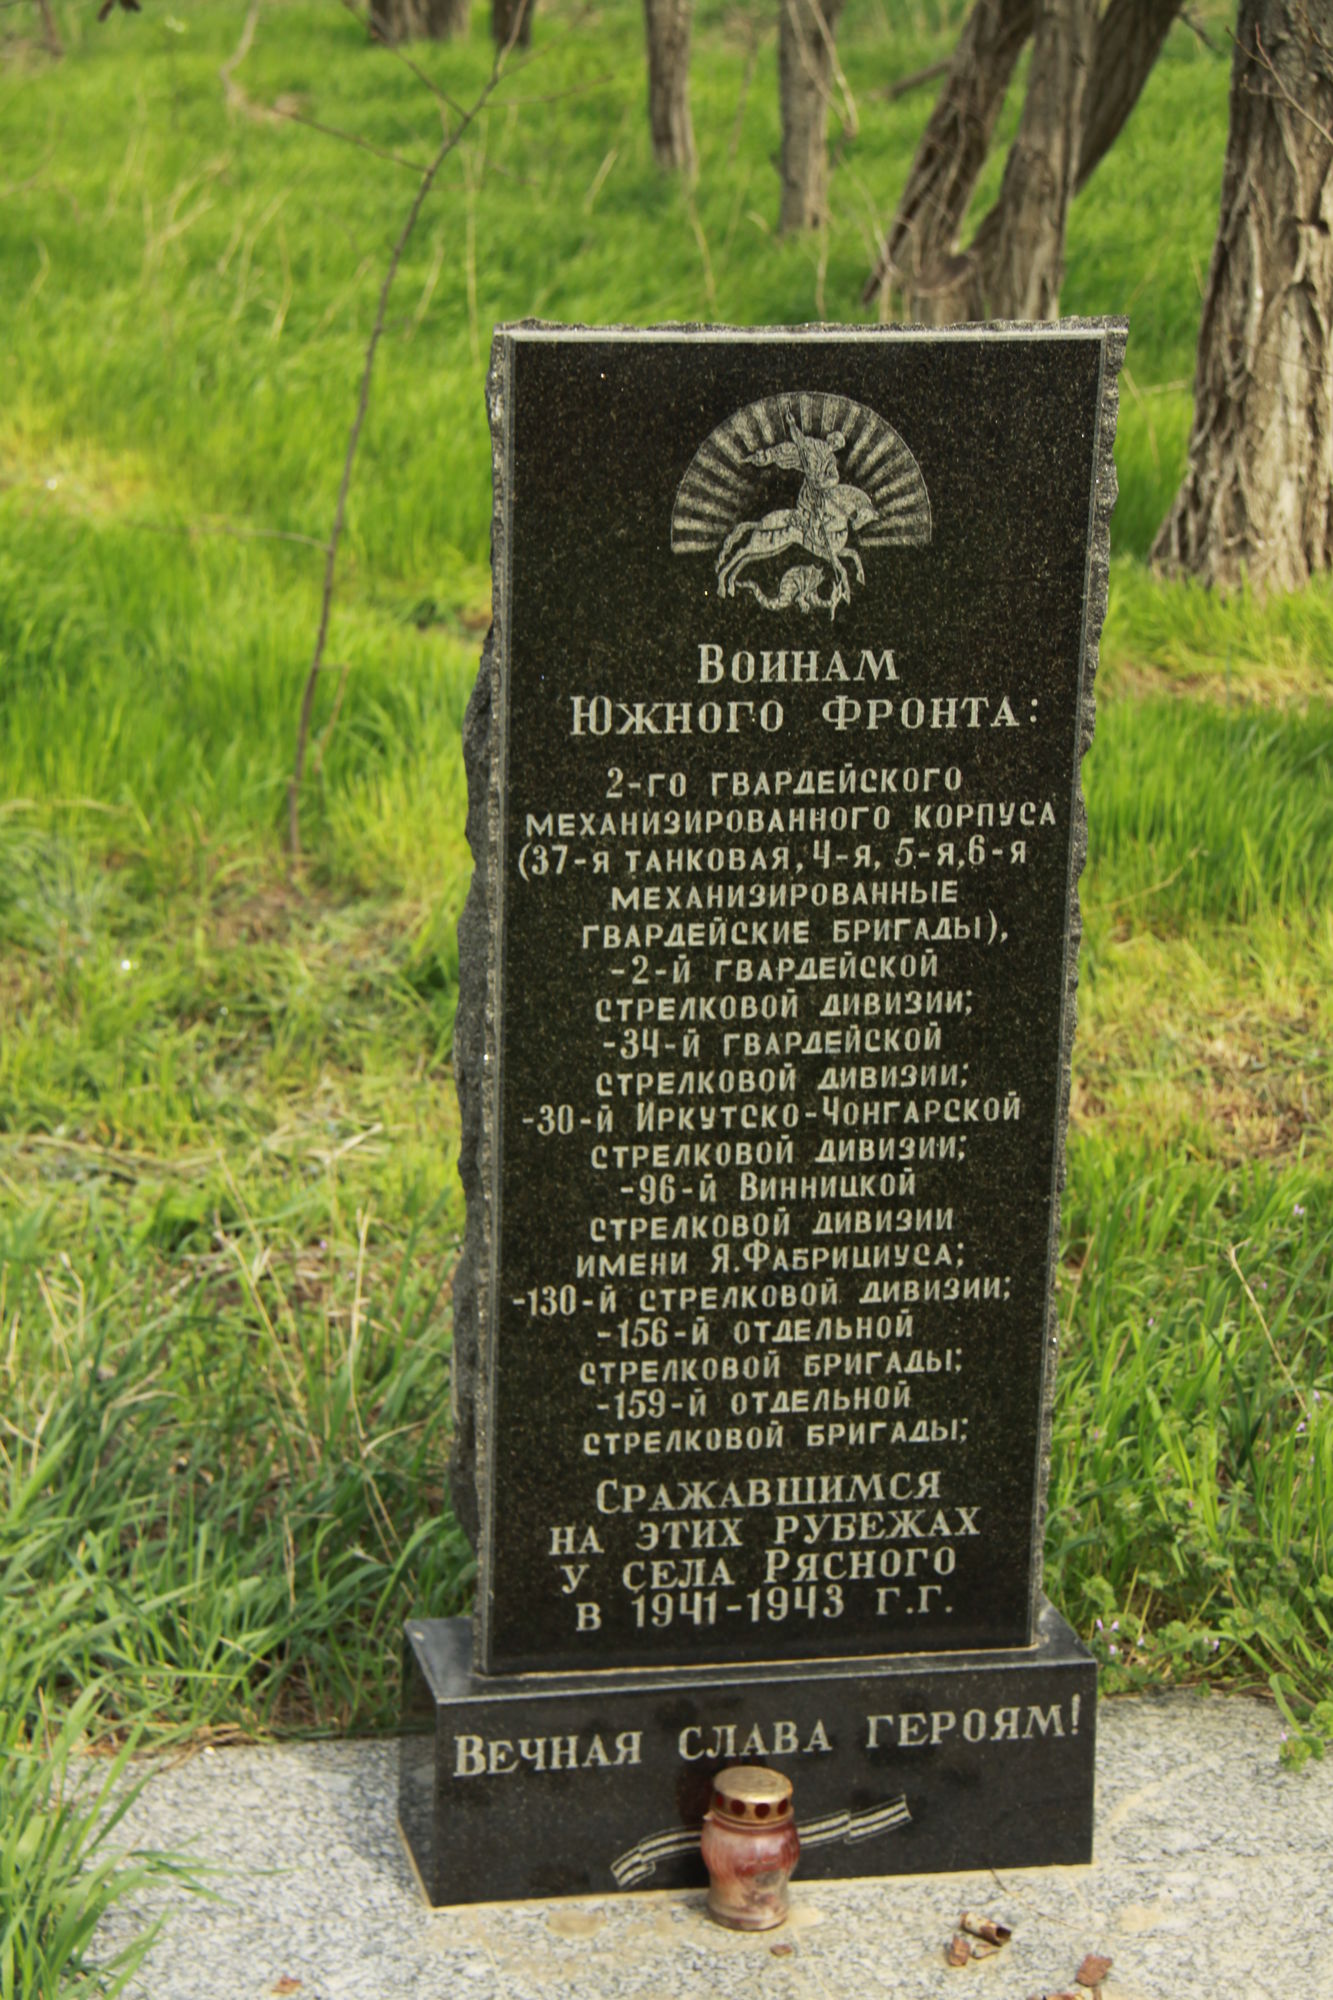 Воинам
Южного фронта:
2-го гвардейского
механизированного корпуса
(37-я танковая, 4-я, 5-я, 6-я
механизированные
гвардейские бригады),
-2-й гвардейской
стрелковой дивизии;
-34-й гвардейской
стрелковой дивизии;
-30-й Иркутско-Чонгарской
стрелковой дивизии;
-96-й Винницкой
стрелковой дивизии
имени Я.Фабрициуса;
-130-й стрелковой дивизии;
-156-й отдельной
стрелковой бригады;
-159-й отдельной
стрелковой бригады;
Сражавшимся
на этих рубежах
у села Рясного
в 1941-1943 г.г.
Вечная слава героям!